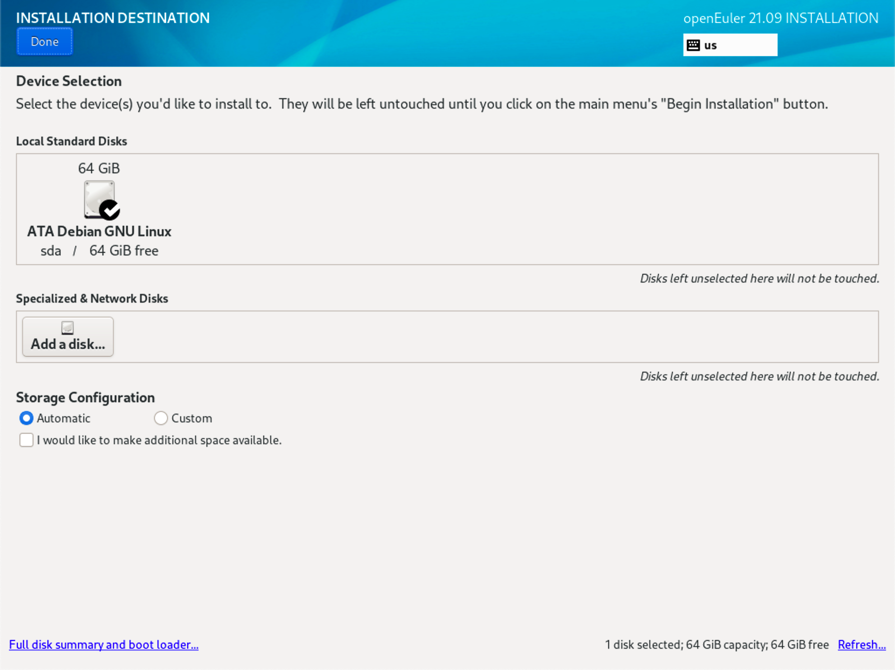 INSTALLATION DESTINATION
openEuler 21.09 INSTALLATION
Done
us
Device Selection
Select the device(s) you'd like to install to.  They will be left untouched until you click on the main menu's "Begin Installation" button.
Local Standard Disks
64 GiB
ATA Debian GNU Linux
sda / 64 GiB free
Disks left unselected here will not be touched.
Specialized & Network Disks
Add a disk...
Disks left unselected here will not be touched.
Storage Configuration
Automatic Custom
I would like to make additional space available.
Full disk summary and boot loader... 1 disk selected; 64 GiB capacity; 64 GiB free Refresh...